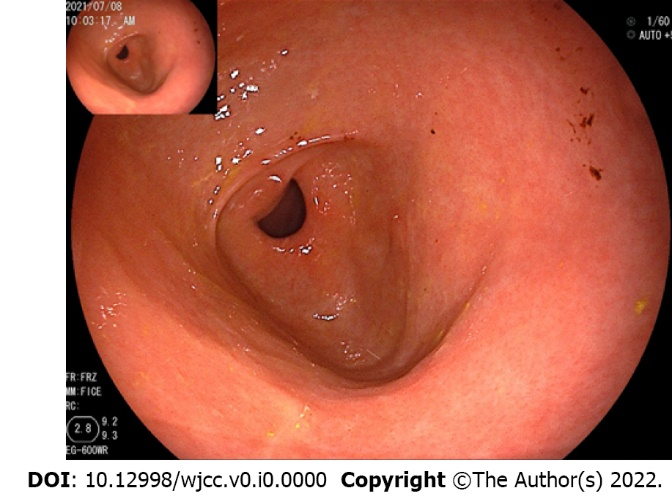 2021/07/08
10:03:17 AM
1/60
AUTO
FR:FRZ
MM:FICE
RC:
2.8
9.2
9.3
EG-600WR
DOI: 10.12998/wjcc.v0.i0.0000 Copyright ©The Author(s) 2022.